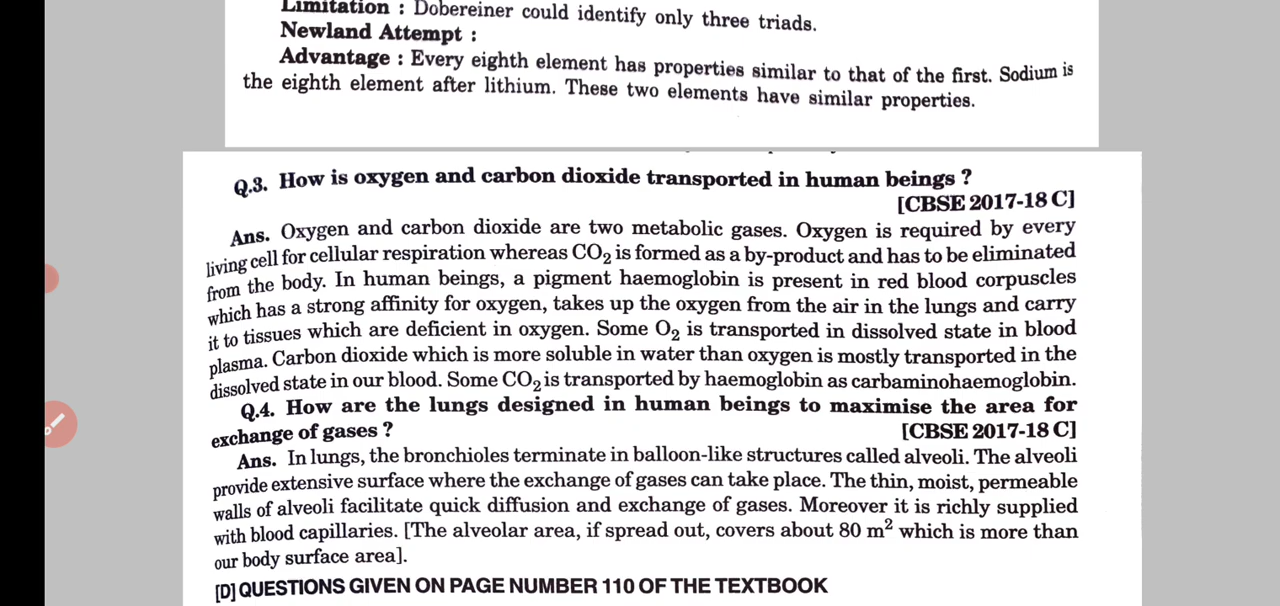 Limitation : Dobereiner could identify only three triads.
Newland Attempt :
Advantage : Every eighth element has properties similar to that of the first. Sodium is
the eighth element after lithium. These two elements have similar properties.
Q.3. How is oxygen and carbon dioxide transported in human beings ?
[CBSE 2017-18 C]
Ans. Oxygen and carbon dioxide are two metabolic gases. Oxygen is required by every
living cell for cellular respiration whereas CO₂ is formed as a by-product and has to be eliminated
from the body. In human beings, a pigment haemoglobin is present in red blood corpuscles
which has a strong affinity for oxygen, takes up the oxygen from the air in the lungs and carry
it to tissues which are deficient in oxygen. Some O₂ is transported in dissolved state in blood
plasma. Carbon dioxide which is more soluble in water than oxygen is mostly transported in the
dissolved state in our blood. Some CO₂ is transported by haemoglobin as carbaminohaemoglobin.
Q.4. How are the lungs designed in human beings to maximise the area for
exchange of gases ? [CBSE 2017-18 C]
Ans. In lungs, the bronchioles terminate in balloon-like structures called alveoli. The alveoli
provide extensive surface where the exchange of gases can take place. The thin, moist, permeable
walls of alveoli facilitate quick diffusion and exchange of gases. Moreover it is richly supplied
with blood capillaries. [The alveolar area, if spread out, covers about 80 m² which is more than
our body surface area].
[D] QUESTIONS GIVEN ON PAGE NUMBER 110 OF THE TEXTBOOK